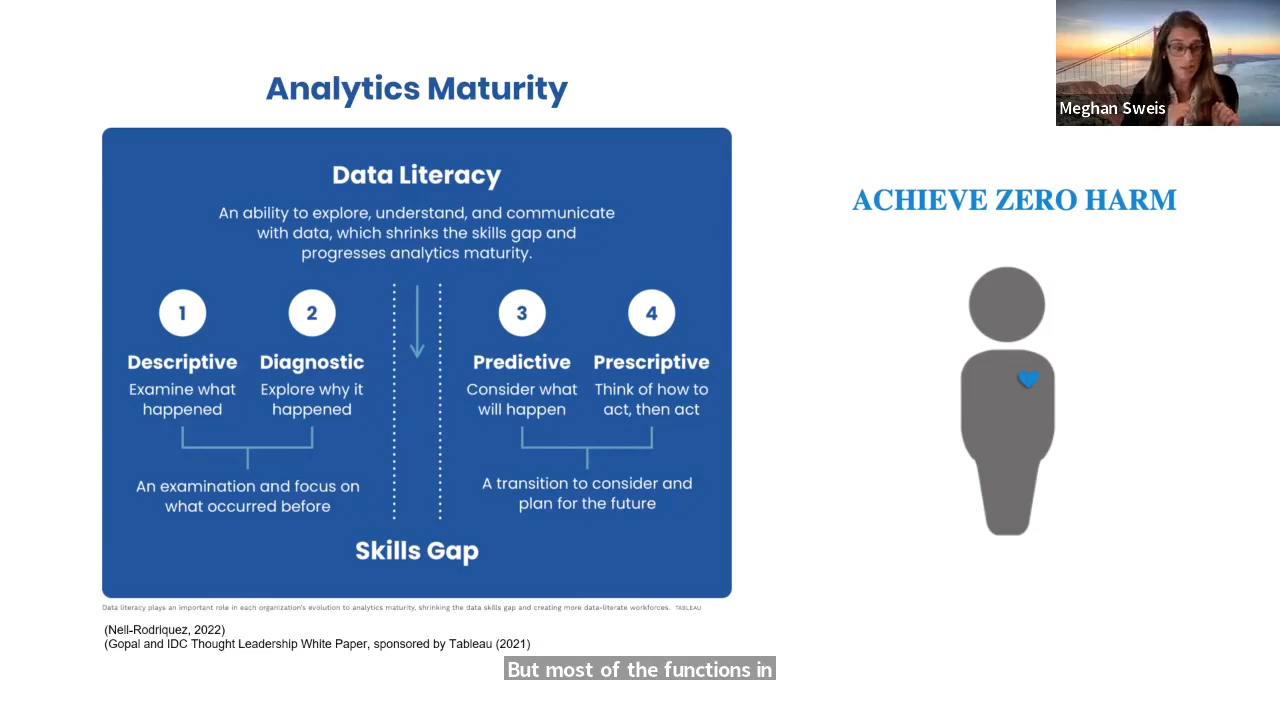 Analytics Maturity
Data Literacy
An ability to explore, understand, and communicate
with data, which shrinks the skills gap and
progresses analytics maturity.
1
Descriptive
Examine what
happened
2
Diagnostic
Explore why it
happened
An examination and focus on
what occurred before
3
Predictive
Consider what
will happen
4
Prescriptive
Think of how to
act, then act
A transition to consider and
plan for the future
Skills Gap
Data literacy plays an important role in each organization's evolution to analytics maturity, shrinking the data skills gap and creating more data-literate workforces. TABLEAU
(Nell-Rodriquez, 2022)
(Gopal and IDC Thought Leadership White Paper, sponsored by Tableau (2021)
Meghan Sweis
ACHIEVE ZERO HARM
But most of the functions in